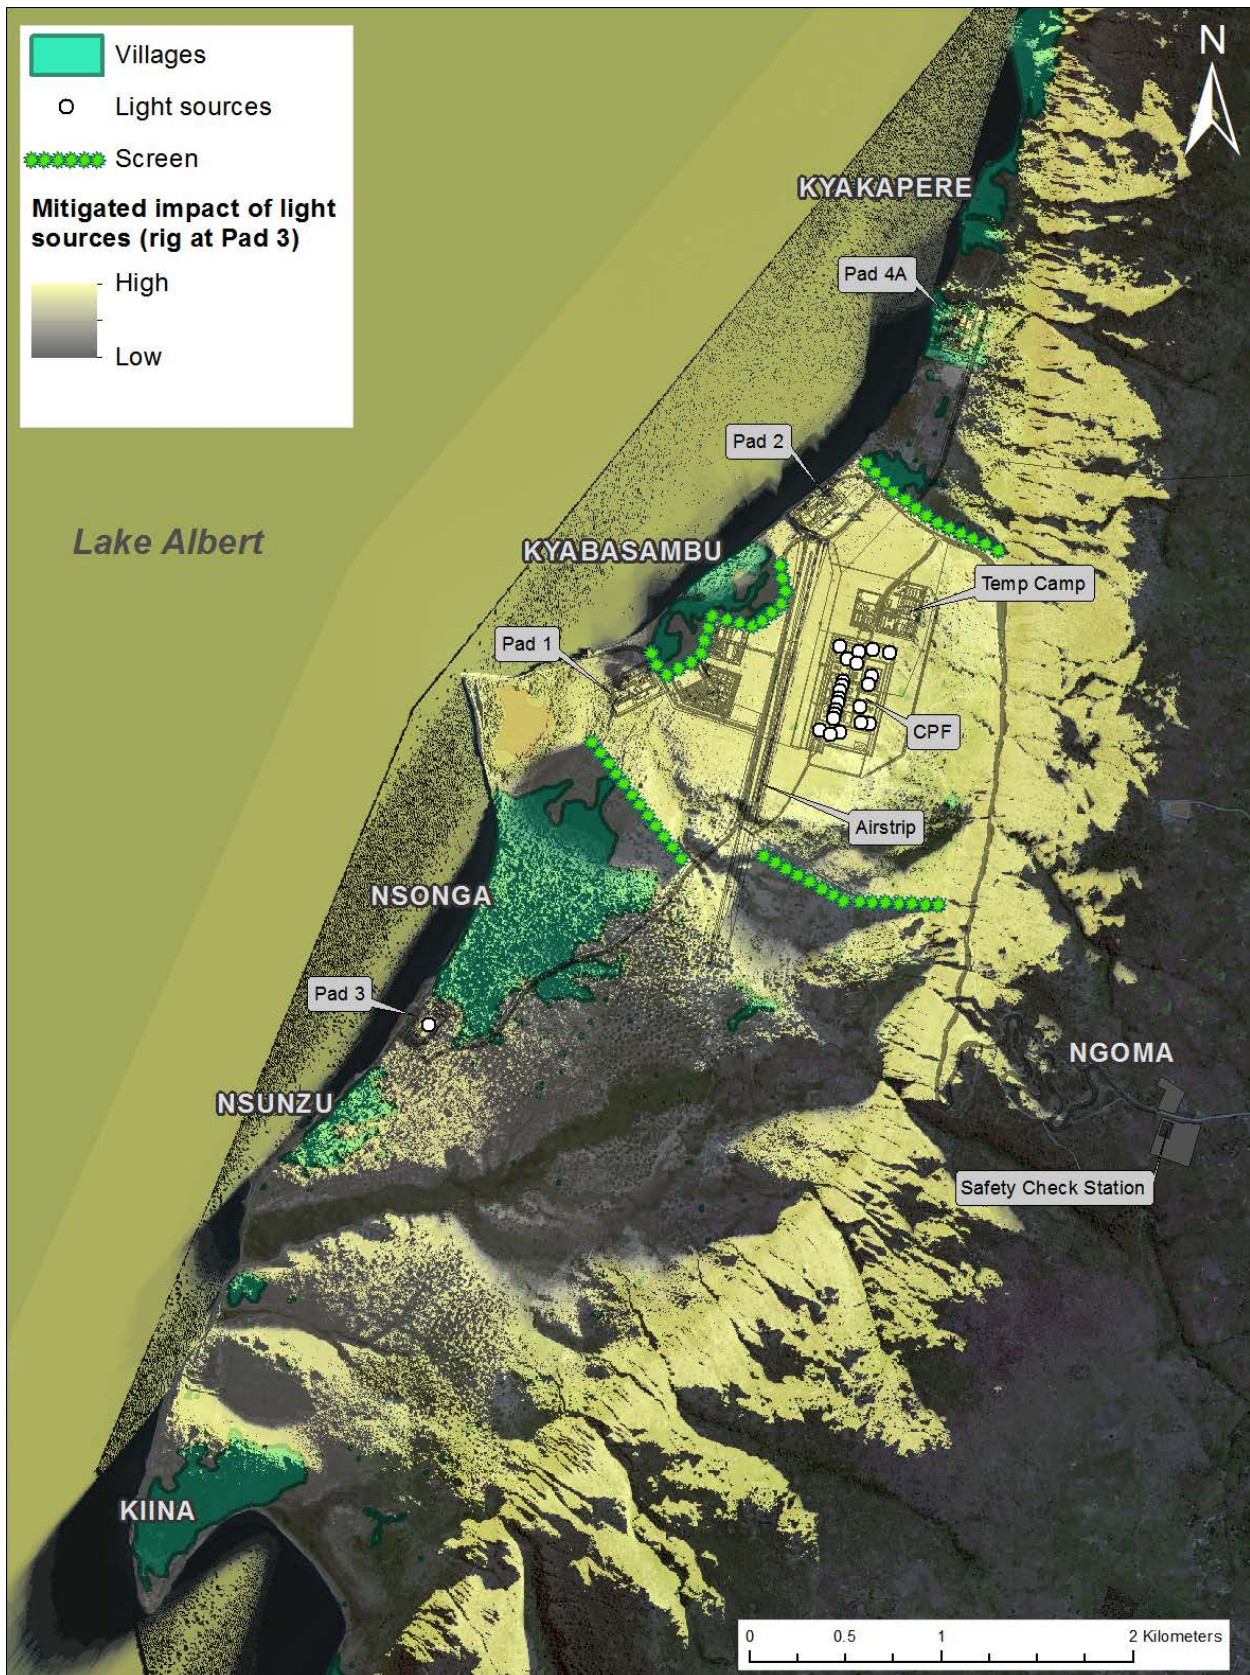 Villages
Light sources
Screen
Mitigated impact of light
sources (rig at Pad 3)
High
Low
N
KYAKAPERE
Pad 4A
Pad 2
Lake Albert
KYABASAMBU
Temp Camp
Pad 1
CPF
Airstrip
NSONGA
Pad 3
NGOMA
NSUNZU
Safety Check Station
KIINA
0 0.5 1 2 Kilometers